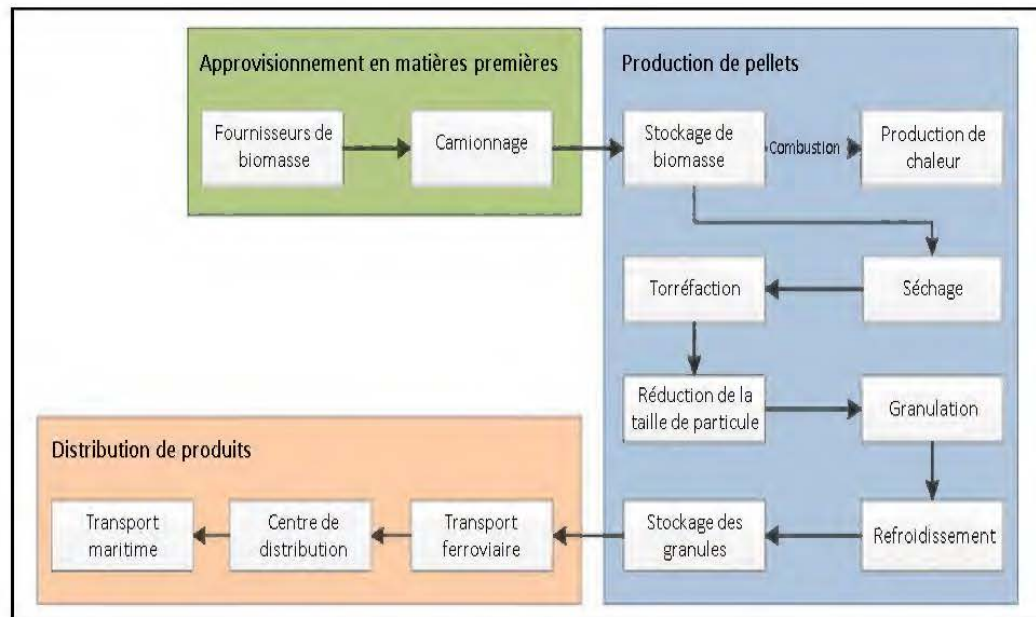 Approvisionnement en matières premières
Fournisseurs de
biomasse
Camionnage
Production de pellets
Stockage de
biomasse
Combustion
Production de
chaleur
Torréfaction
Séchage
Réduction de la
taille de particule
Granulation
Stockage des
granules
Refroidissement
Distribution de produits
Transport
maritime
Centre de
distribution
Transport
ferroviaire